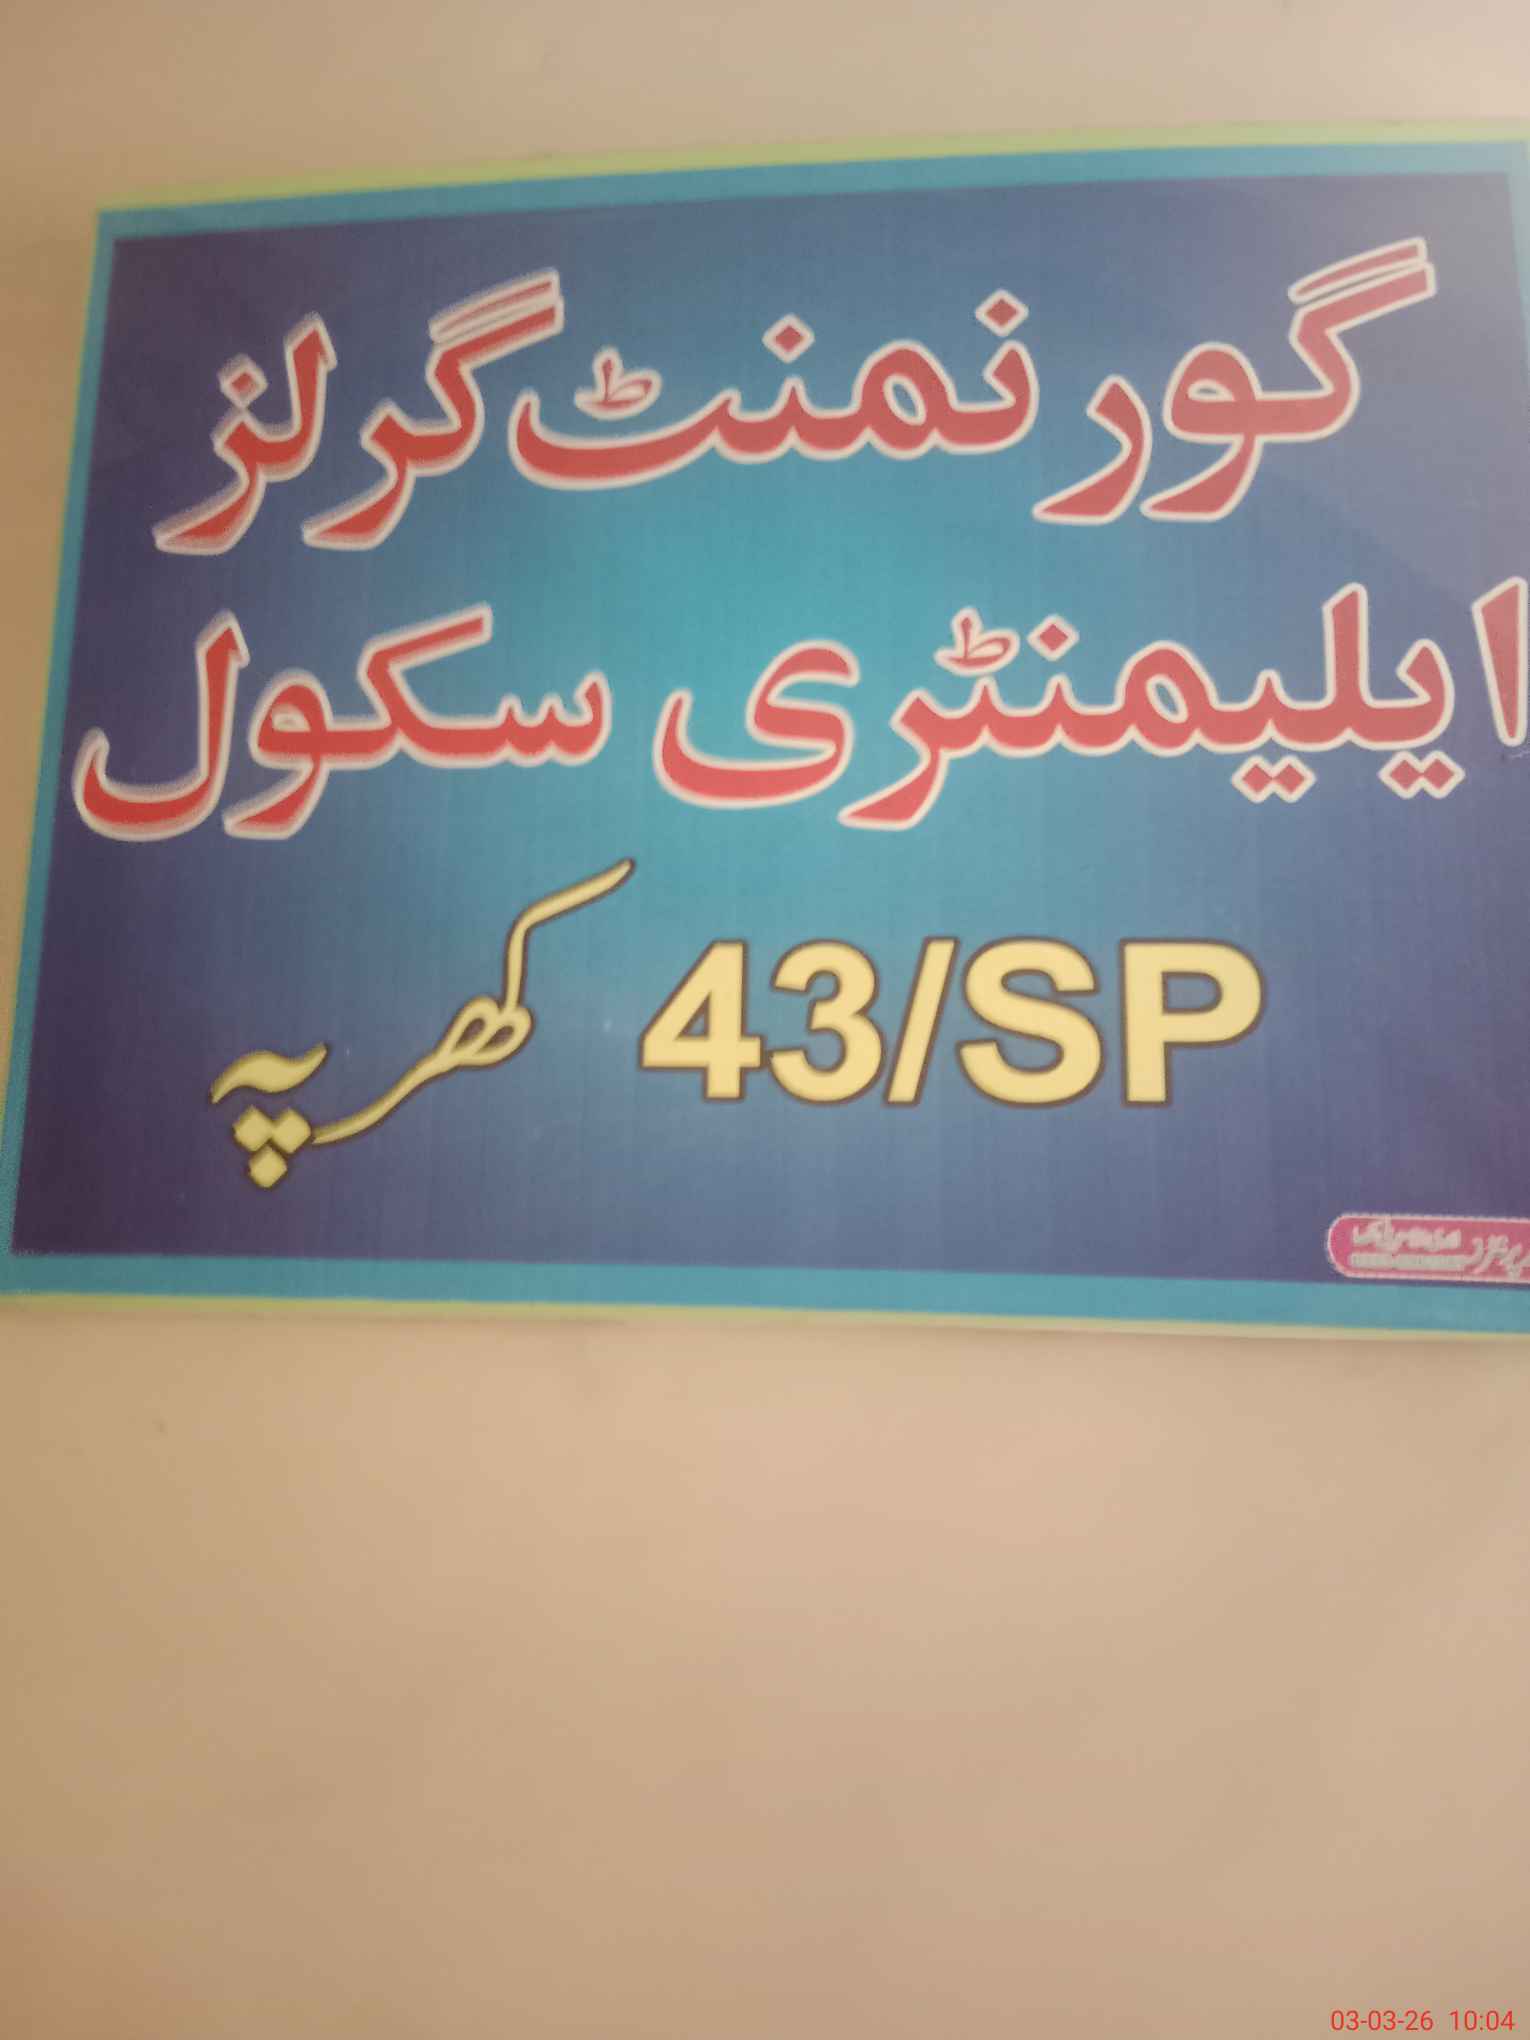 گورنمنٹ گرلز
ایلیمنٹری سکول
43/SP کھرپہ
03-03-26 10:04